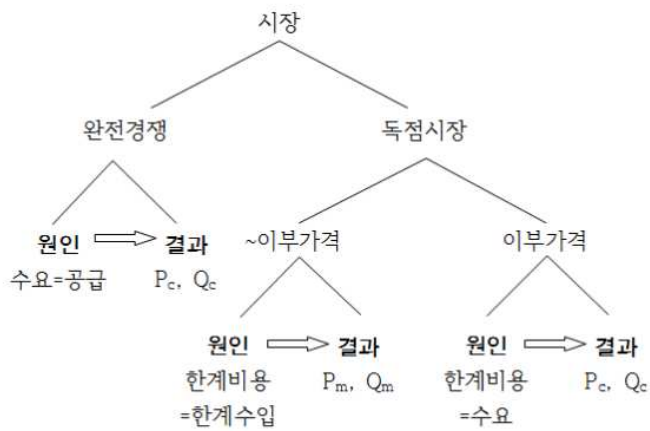 시장
완전경쟁 독점시장
원인 결과 ~이부가격 이부가격
수요=공급 Pc, Qc
원인 결과 원인 결과
한계비용 Pm, Qm 한계비용 Pc, Qc
=한계수입 =수요